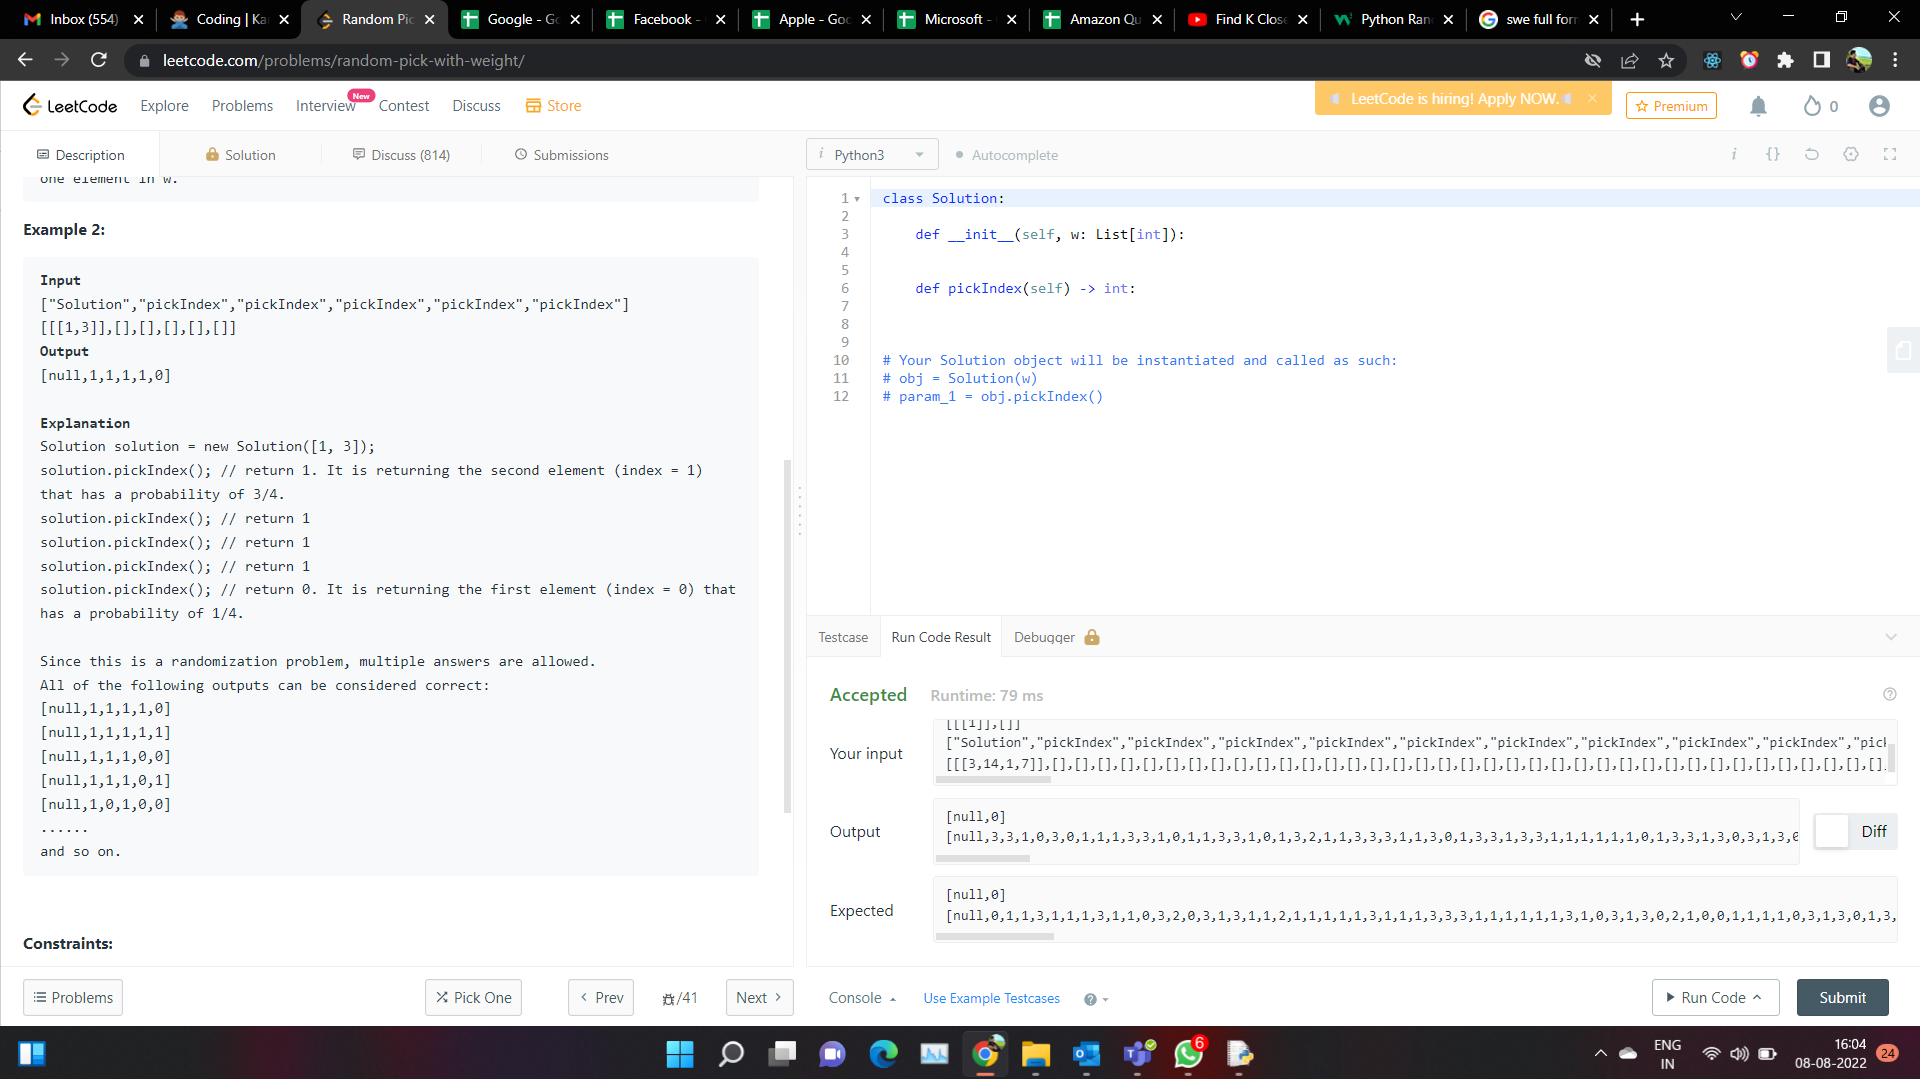 Inbox (554)
Coding | Ka
Random Pic
Google - Go
Facebook -
Apple - Goo
Microsoft -
Amazon Qu
Find K Close
Python Ran
swe full form
leetcode.com/problems/random-pick-with-weight/
LeetCode
Explore
Problems
Interview
New
Contest
Discuss
Store
LeetCode is hiring! Apply NOW.
Premium
0
Description
Solution
Discuss (814)
Submissions
one element in w.
Example 2:
Input
["Solution","pickIndex","pickIndex","pickIndex","pickIndex","pickIndex"]
[[[1,3]],[],[],[],[],[]]
Output
[null,1,1,1,1,0]
Explanation
Solution solution = new Solution([1, 3]);
solution.pickIndex(); // return 1. It is returning the second element (index = 1)
that has a probability of 3/4.
solution.pickIndex(); // return 1
solution.pickIndex(); // return 1
solution.pickIndex(); // return 1
solution.pickIndex(); // return 0. It is returning the first element (index = 0) that
has a probability of 1/4.
Since this is a randomization problem, multiple answers are allowed.
All of the following outputs can be considered correct:
[null,1,1,1,1,0]
[null,1,1,1,1,1]
[null,1,1,1,0,0]
[null,1,1,1,0,1]
[null,1,0,1,0,0]
......
and so on.
Constraints:
Problems
Pick One
Prev
/41
Next
Python3
Autocomplete
1 class Solution:
2
3 def __init__(self, w: List[int]):
4
5
6 def pickIndex(self) -> int:
7
8
9
10 # Your Solution object will be instantiated and called as such:
11 # obj = Solution(w)
12 # param_1 = obj.pickIndex()
Testcase
Run Code Result
Debugger
Accepted
Runtime: 79 ms
Your input
[[[1]],[]]
["Solution","pickIndex","pickIndex","pickIndex","pickIndex","pickIndex","pickIndex","pickIndex","pickIndex","pickIndex","pick
[[[3,14,1,7]],[],[],[],[],[],[],[],[],[],[],[],[],[],[],[],[],[],[],[],[],[],[],[],[],[],[],[],[],[],[],[],[],[],[],[],[],[]
Output
[null,0]
[null,3,3,1,0,3,0,1,1,1,3,3,1,0,1,1,3,3,1,0,1,3,2,1,1,3,3,3,1,1,3,0,1,3,3,1,3,3,1,1,1,1,1,1,0,1,3,3,1,3,0,3,1,3,0
Diff
Expected
[null,0]
[null,0,1,1,3,1,1,1,3,1,1,0,3,2,0,3,1,3,1,1,2,1,1,1,1,1,3,1,1,1,3,3,3,1,1,1,1,1,1,3,1,0,3,1,3,0,2,1,0,0,1,1,1,1,0,3,1,3,0,1,3,
Console
Use Example Testcases
Run Code
Submit
6
ENG
IN
16:04
08-08-2022
24